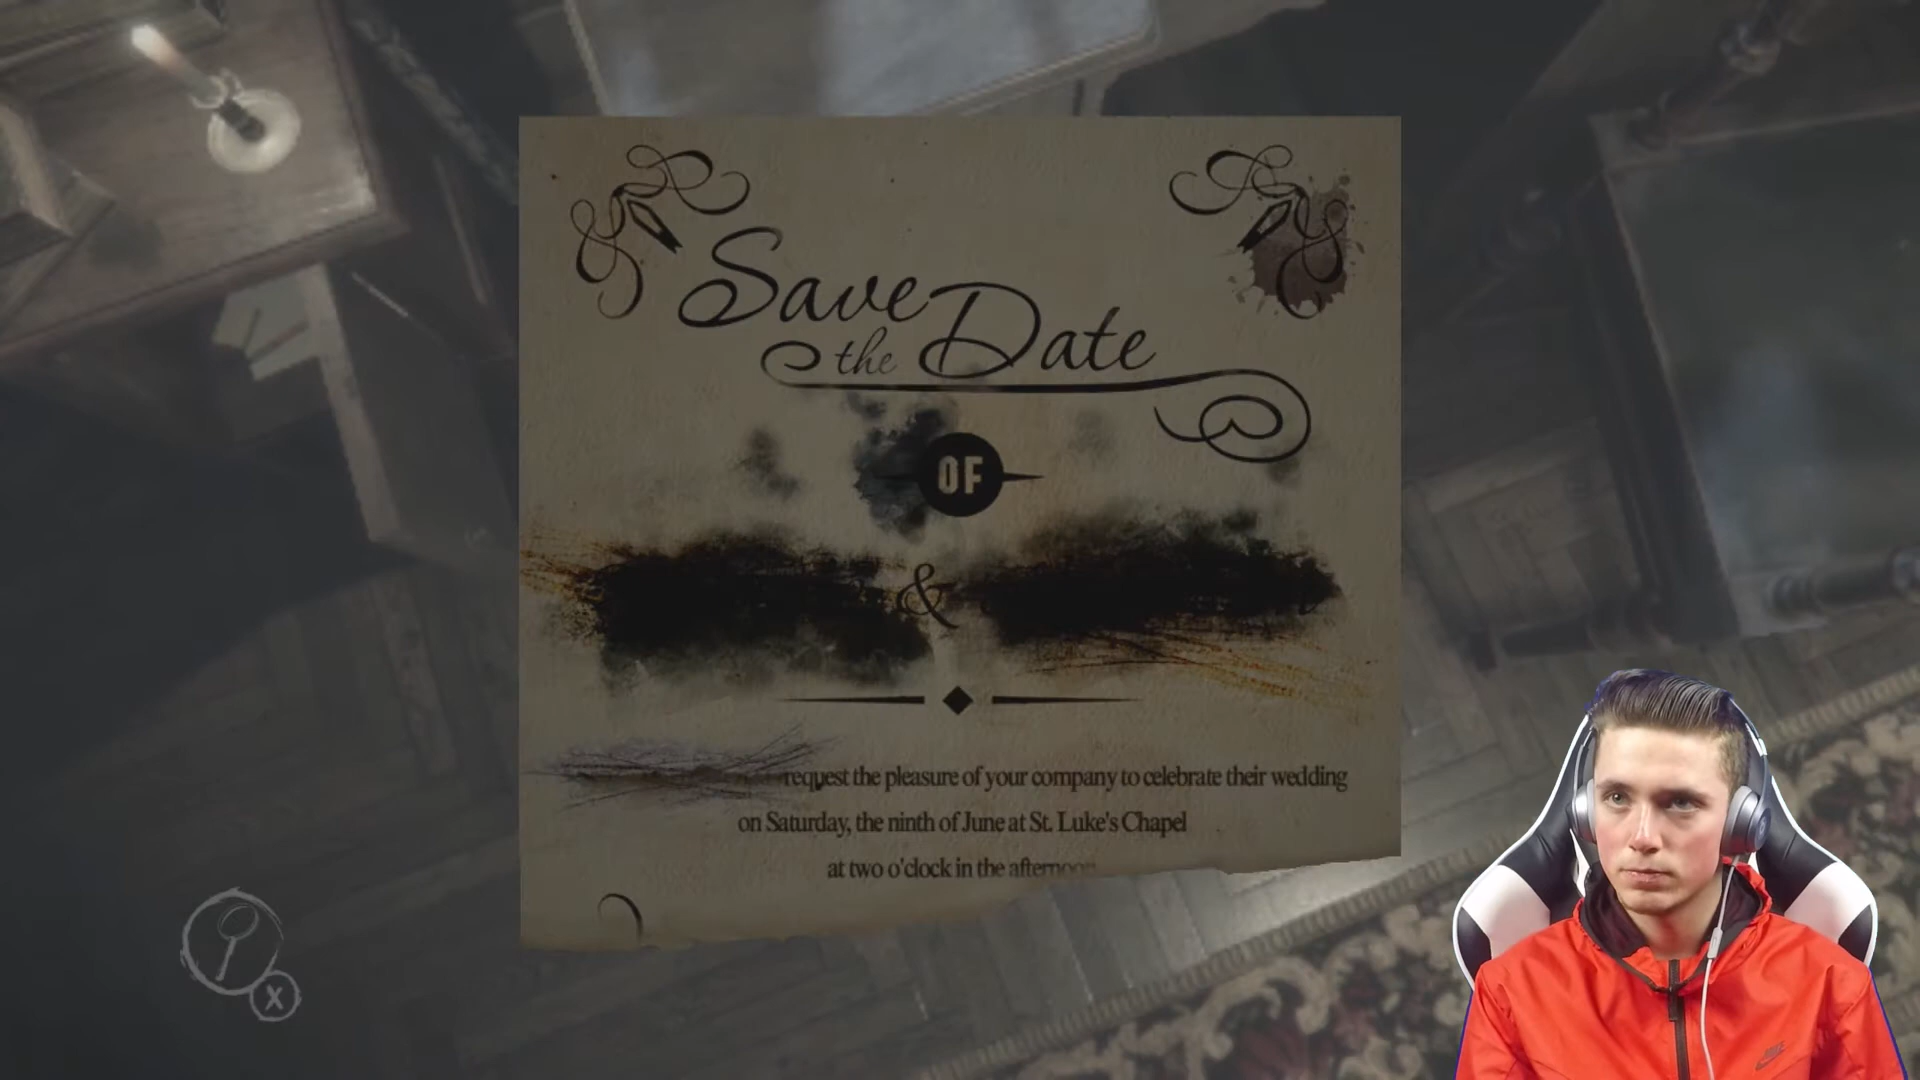 Save
the Date
OF
&
request the pleasure of your company to celebrate their wedding
on Saturday, the ninth of June at St. Luke's Chapel
at two o'clock in the afternoon
X